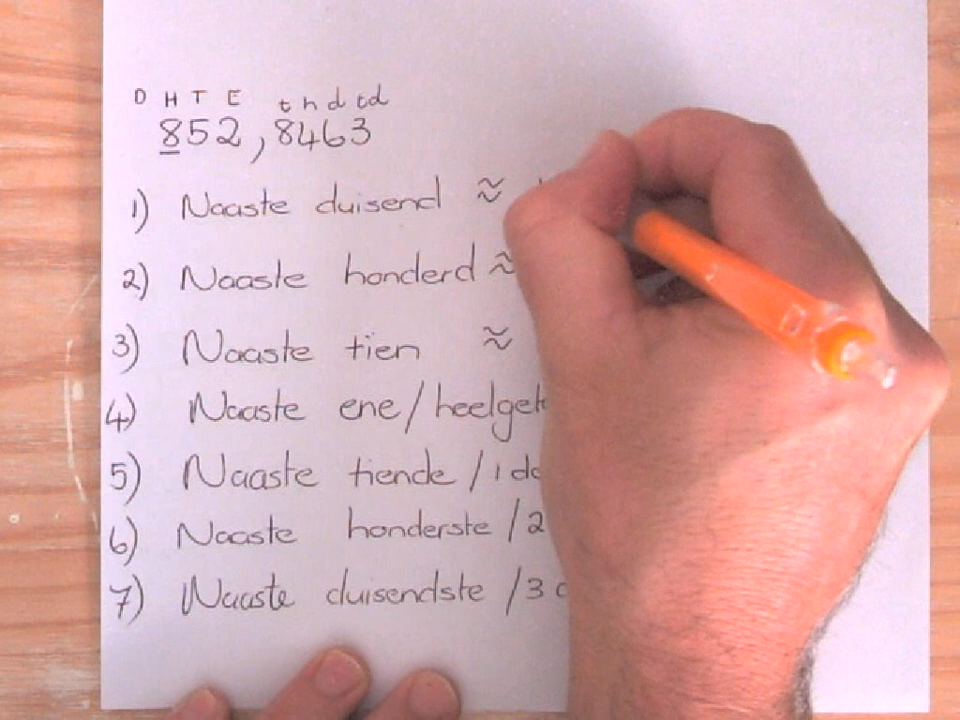 D H T E t h d td
852,8463
1) Naaste duisend ≈
2) Naaste honderd ≈
3) Naaste tien ≈
4) Naaste ene/
5) Naaste tiende /1
6) Naaste honderste /2
7) Naaste duisendste /3